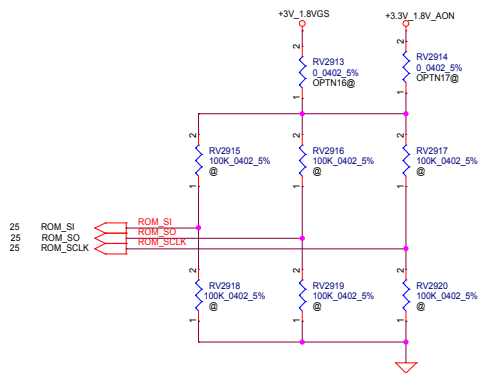 +3V_1.8VGS
+3.3V_1.8V_AON
2
RV2913
0_0402_5%
OPTN16@
1
2
RV2914
0_0402_5%
OPTN17@
1
2
RV2915
100K_0402_5%
@
1
2
RV2916
100K_0402_5%
@
1
2
RV2917
100K_0402_5%
@
1
25 ROM_SI ROM_SI
25 ROM_SO ROM_SO
25 ROM_SCLK ROM_SCLK
2
RV2918
100K_0402_5%
@
1
2
RV2919
100K_0402_5%
@
1
2
RV2920
100K_0402_5%
@
1